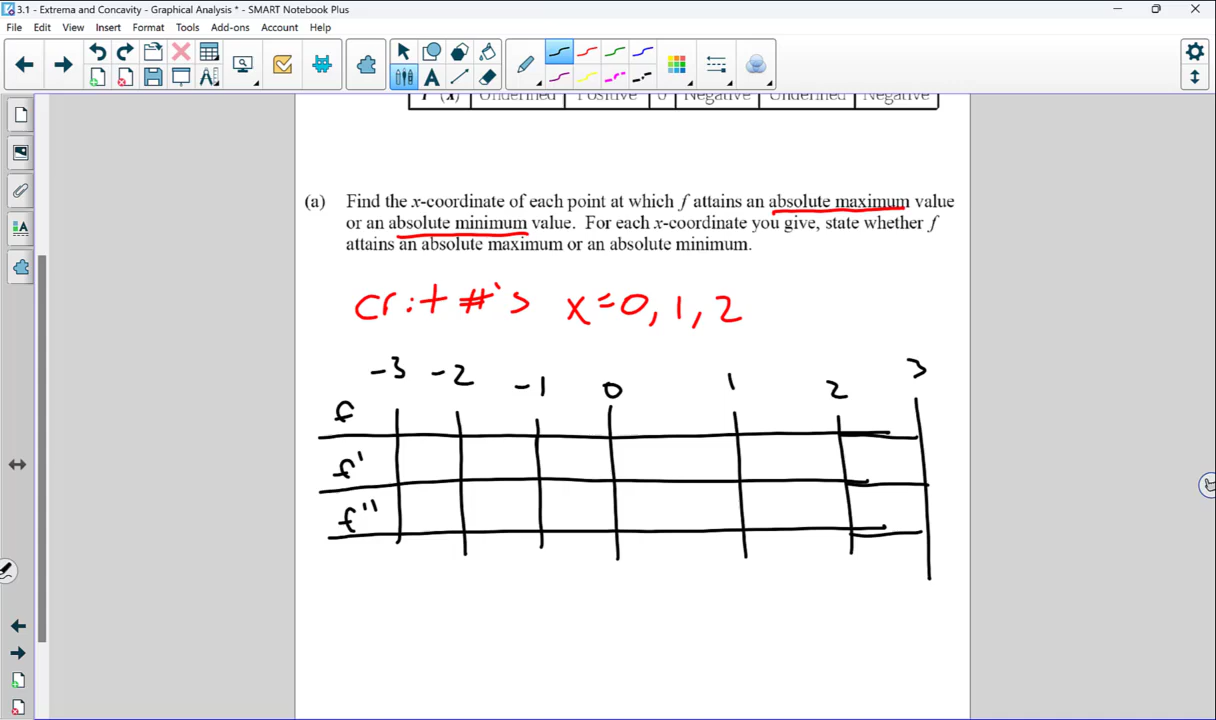 3.1 - Extrema and Concavity - Graphical Analysis * - SMART Notebook Plus
File Edit View Insert Format Tools Add-ons Account Help
(x) Undefined Positive 0 Negative Undefined Negative
(a) Find the x-coordinate of each point at which f attains an absolute maximum value
or an absolute minimum value. For each x-coordinate you give, state whether f
attains an absolute maximum or an absolute minimum.
crit #'s x=0, 1, 2
-3 -2 -1 0 1 2 3
f
f'
f"